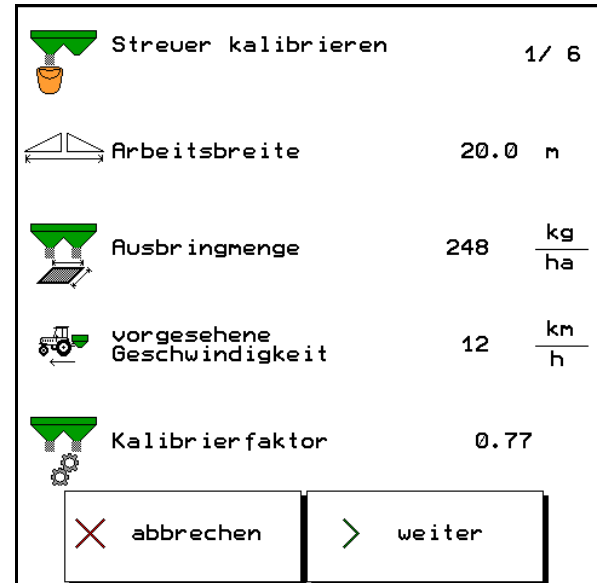 Streuer kalibrieren 1/ 6
Arbeitsbreite 20.0 m
Ausbringmenge 248 kg
ha
vorgesehene
Geschwindigkeit 12 km
h
Kalibrierfaktor 0.77
abbrechen weiter